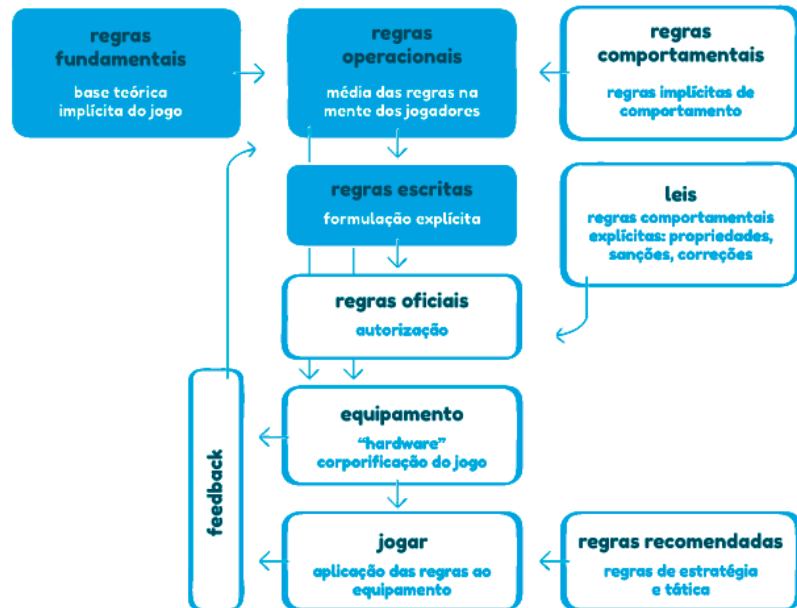 regras
fundamentais
base teórica
implícita do jogo
regras
operacionais
média das regras na
mente dos jogadores
regras
comportamentais
regras implícitas de
comportamento
regras escritas
formulação explícita
leis
regras comportamentais
explícitas: propriedades,
sanções, correções
regras oficiais
autorização
equipamento
“hardware”
corporificação do jogo
feedback
jogar
aplicação das regras ao
equipamento
regras recomendadas
regras de estratégia
e tática